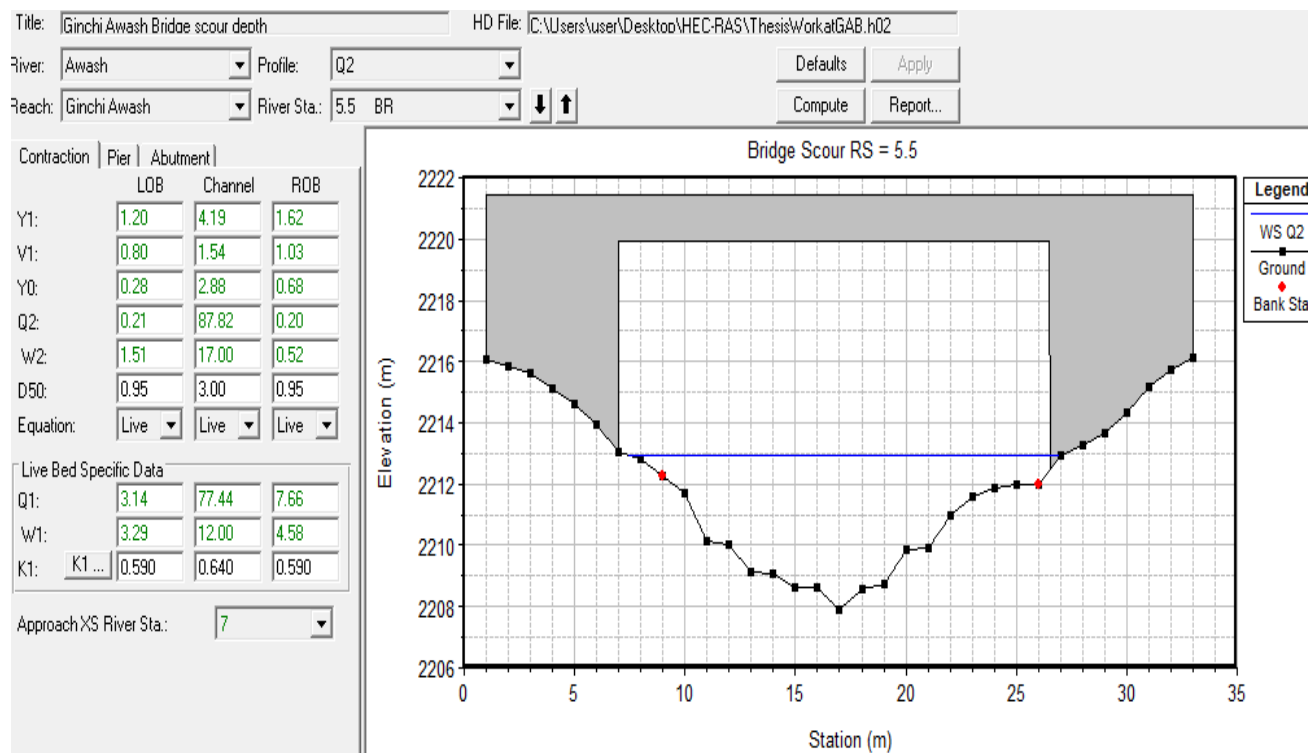 Title: Ginchi Awash Bridge scour depth HD File: C:\Users\user\Desktop\HEC-RAS\ThesisWorkatGAB.h02
River: Awash Profile: Q2 Defaults Apply
Reach: Ginchi Awash River Sta.: 5.5 BR Compute Report...
Contraction Pier Abutment
LOB Channel ROB
Y1: 1.20 4.19 1.62
V1: 0.80 1.54 1.03
Y0: 0.28 2.88 0.68
Q2: 0.21 87.82 0.20
W2: 1.51 17.00 0.52
D50: 0.95 3.00 0.95
Equation: Live Live Live
Live Bed Specific Data
Q1: 3.14 77.44 7.66
W1: 3.29 12.00 4.58
K1: K1 ... 0.590 0.640 0.590
Approach XS River Sta.: 7
Bridge Scour RS = 5.5
Elevation (m)
2222
2220
2218
2216
2214
2212
2210
2208
2206
0 5 10 15 20 25 30 35
Station (m)
Legend
WS Q2
Ground
Bank Sta